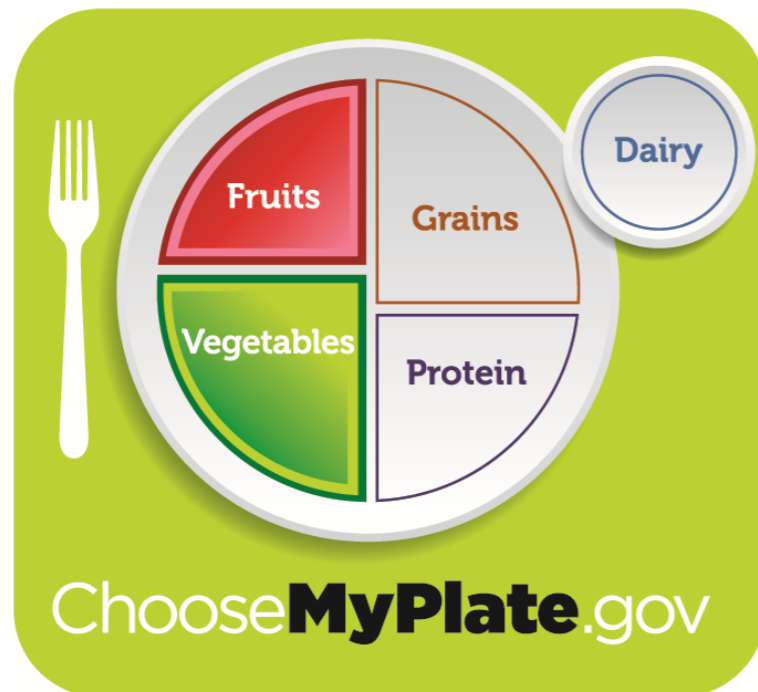 Dairy
Fruits
Grains
Vegetables
Protein
ChooseMyPlate.gov